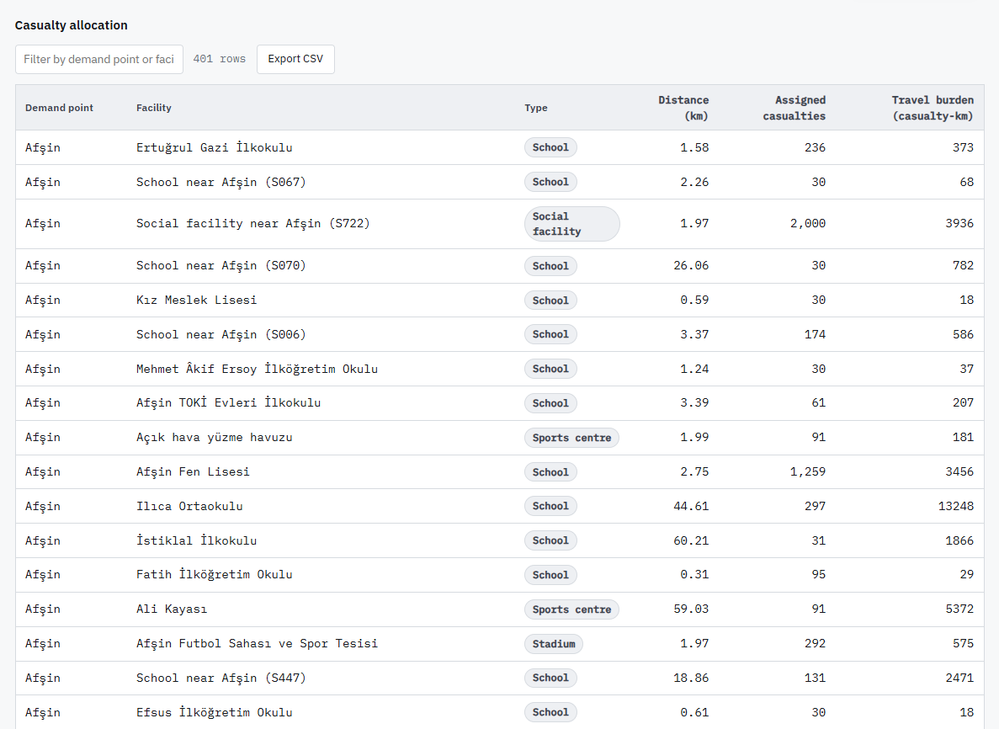 Casualty allocation
Filter by demand point or faci 401 rows Export CSV
Demand point Facility Type Distance (km) Assigned casualties Travel burden (casualty-km)
Afşin Ertuğrul Gazi İlkokulu School 1.58 236 373
Afşin School near Afşin (S067) School 2.26 30 68
Afşin Social facility near Afşin (S722) Social facility 1.97 2,000 3936
Afşin School near Afşin (S070) School 26.06 30 782
Afşin Kız Meslek Lisesi School 0.59 30 18
Afşin School near Afşin (S006) School 3.37 174 586
Afşin Mehmet Âkif Ersoy İlköğretim Okulu School 1.24 30 37
Afşin Afşin TOKİ Evleri İlkokulu School 3.39 61 207
Afşin Açık hava yüzme havuzu Sports centre 1.99 91 181
Afşin Afşin Fen Lisesi School 2.75 1,259 3456
Afşin Ilıca Ortaokulu School 44.61 297 13248
Afşin İstiklal İlkokulu School 60.21 31 1866
Afşin Fatih İlköğretim Okulu School 0.31 95 29
Afşin Ali Kayası Sports centre 59.03 91 5372
Afşin Afşin Futbol Sahası ve Spor Tesisi Stadium 1.97 292 575
Afşin School near Afşin (S447) School 18.86 131 2471
Afşin Efsus İlköğretim Okulu School 0.61 30 18